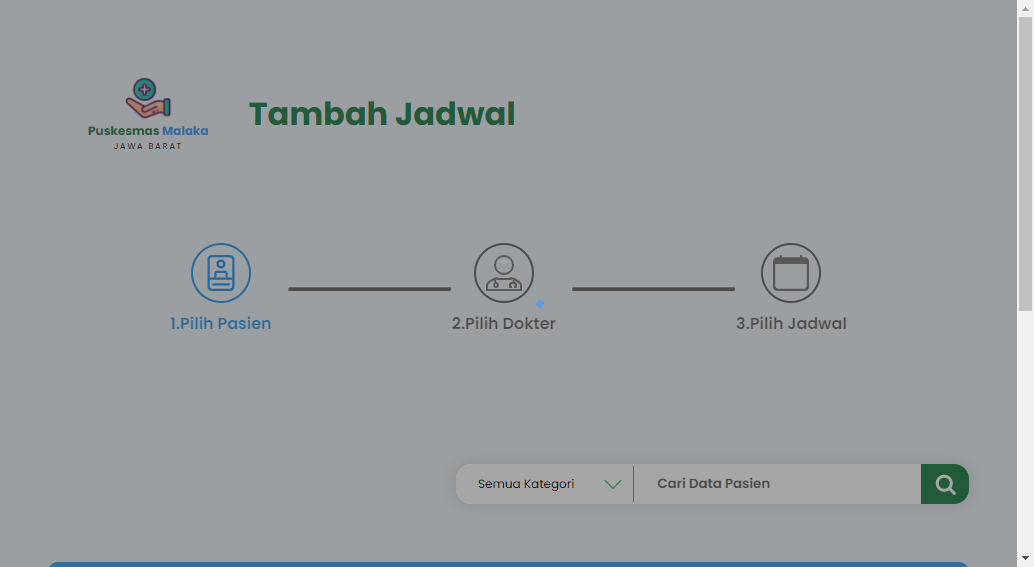 Tambah Jadwal
Puskesmas Malaka
JAWA BARAT
1.Pilih Pasien
2.Pilih Dokter
3.Pilih Jadwal
Semua Kategori
Cari Data Pasien